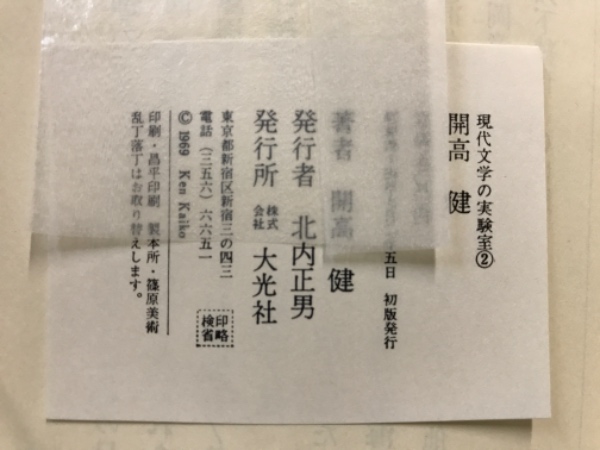 現代文学の実験室②
開高 健
五日 初版発行
著者 開高 健
発行者 北内正男
発行所 株式会社 大光社
東京都新宿区新宿三の四三
電話(三五六)六六五一
© 1969 Ken Kaiko
印刷・昌平印刷 製本所・篠原美術
乱丁落丁はお取り替えします。
検印省略